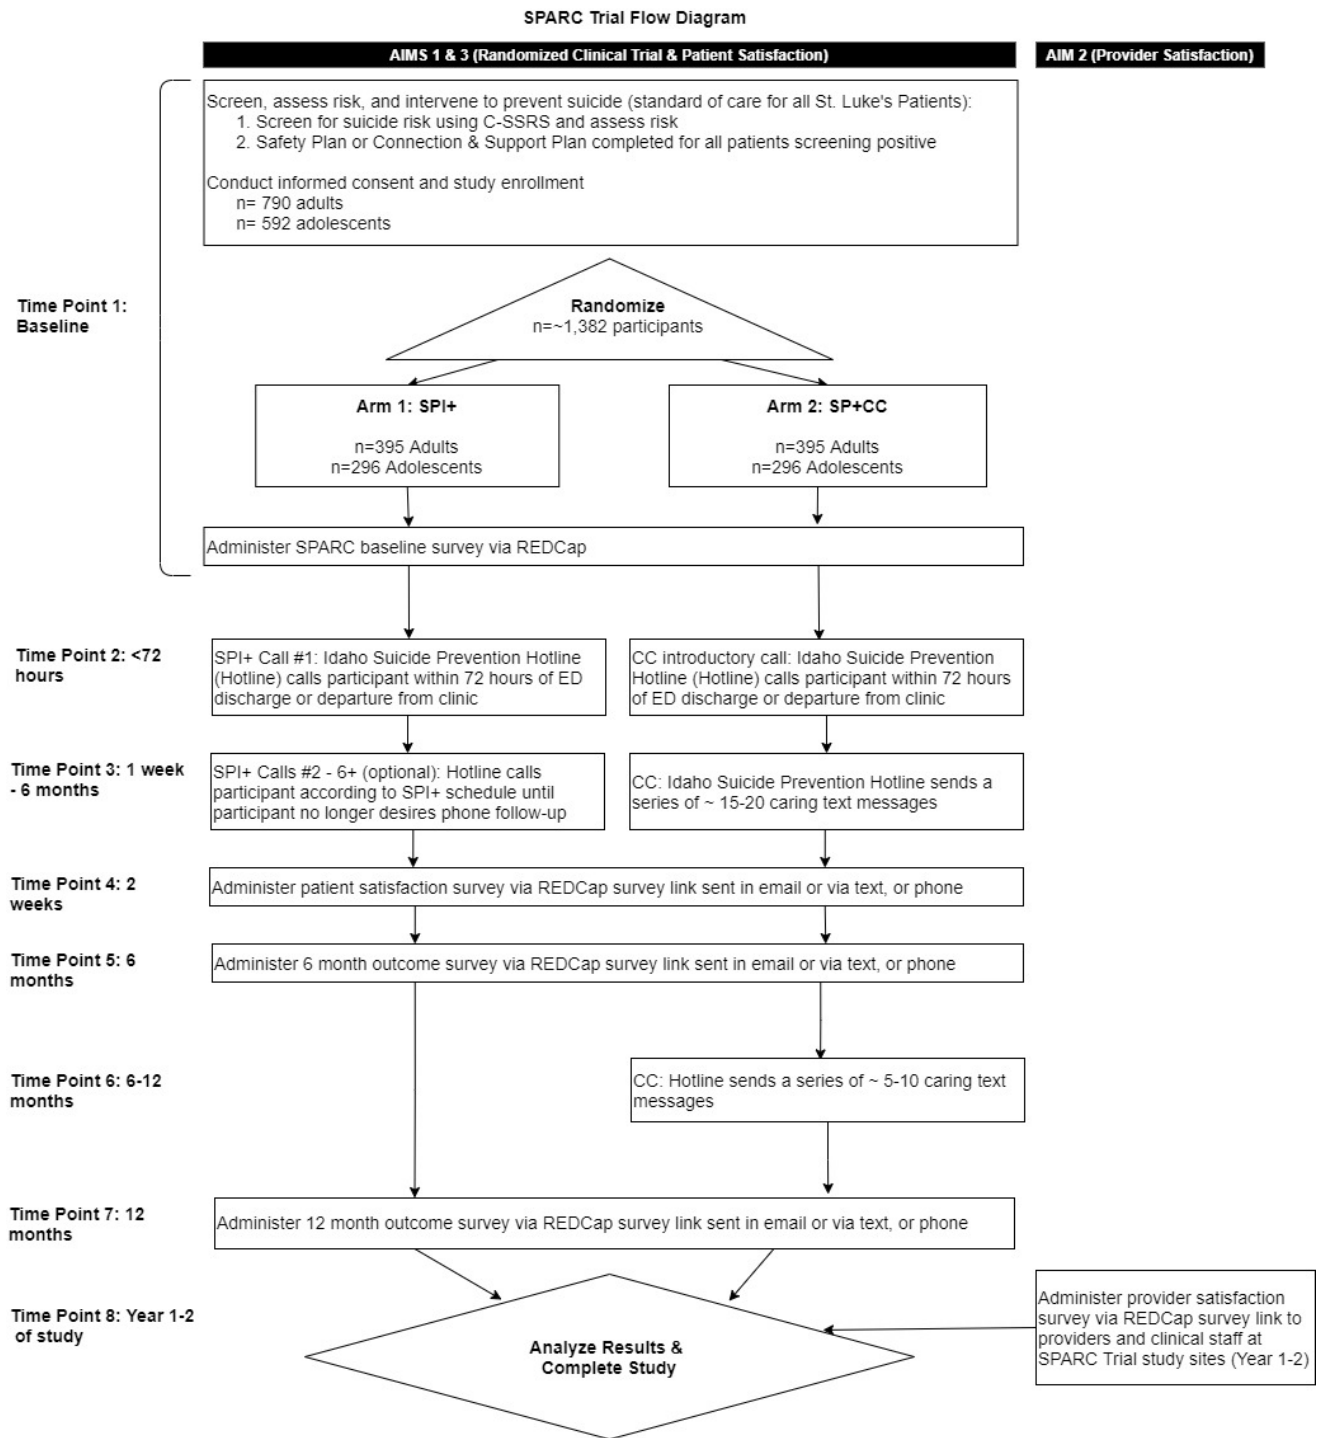 SPARC Trial Flow Diagram
AIMS 1 & 3 (Randomized Clinical Trial & Patient Satisfaction)
AIM 2 (Provider Satisfaction)
Screen, assess risk, and intervene to prevent suicide (standard of care for all St. Luke's Patients):
1. Screen for suicide risk using C-SSRS and assess risk
2. Safety Plan or Connection & Support Plan completed for all patients screening positive
Conduct informed consent and study enrollment
n= 790 adults
n= 592 adolescents
Time Point 1:
Baseline
Randomize
n=~1,382 participants
Arm 1: SPI+
n=395 Adults
n=296 Adolescents
Arm 2: SP+CC
n=395 Adults
n=296 Adolescents
Administer SPARC baseline survey via REDCap
Time Point 2: <72
hours
SPI+ Call #1: Idaho Suicide Prevention Hotline
(Hotline) calls participant within 72 hours of ED
discharge or departure from clinic
CC introductory call: Idaho Suicide Prevention
Hotline (Hotline) calls participant within 72 hours
of ED discharge or departure from clinic
Time Point 3: 1 week
- 6 months
SPI+ Calls #2 - 6+ (optional): Hotline calls
participant according to SPI+ schedule until
participant no longer desires phone follow-up
CC: Idaho Suicide Prevention Hotline sends a
series of ~ 15-20 caring text messages
Time Point 4: 2
weeks
Administer patient satisfaction survey via REDCap survey link sent in email or via text, or phone
Time Point 5: 6
months
Administer 6 month outcome survey via REDCap survey link sent in email or via text, or phone
Time Point 6: 6-12
months
CC: Hotline sends a series of ~ 5-10 caring text
messages
Time Point 7: 12
months
Administer 12 month outcome survey via REDCap survey link sent in email or via text, or phone
Time Point 8: Year 1-2
of study
Analyze Results &
Complete Study
Administer provider satisfaction
survey via REDCap survey link to
providers and clinical staff at
SPARC Trial study sites (Year 1-2)